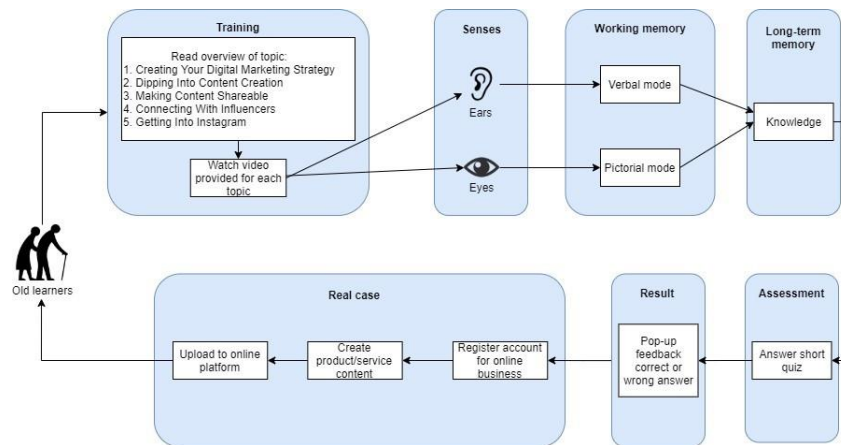 Training
Read overview of topic:
1. Creating Your Digital Marketing Strategy
2. Dipping Into Content Creation
3. Making Content Shareable
4. Connecting With Influencers
5. Getting Into Instagram
Watch video
provided for each
topic
Senses
Ears
Eyes
Working memory
Verbal mode
Pictorial mode
Long-term
memory
Knowledge
Old learners
Real case
Upload to online
platform
Create
product/service
content
Register account
for online
business
Result
Pop-up
feedback
correct or
wrong answer
Assessment
Answer short
quiz